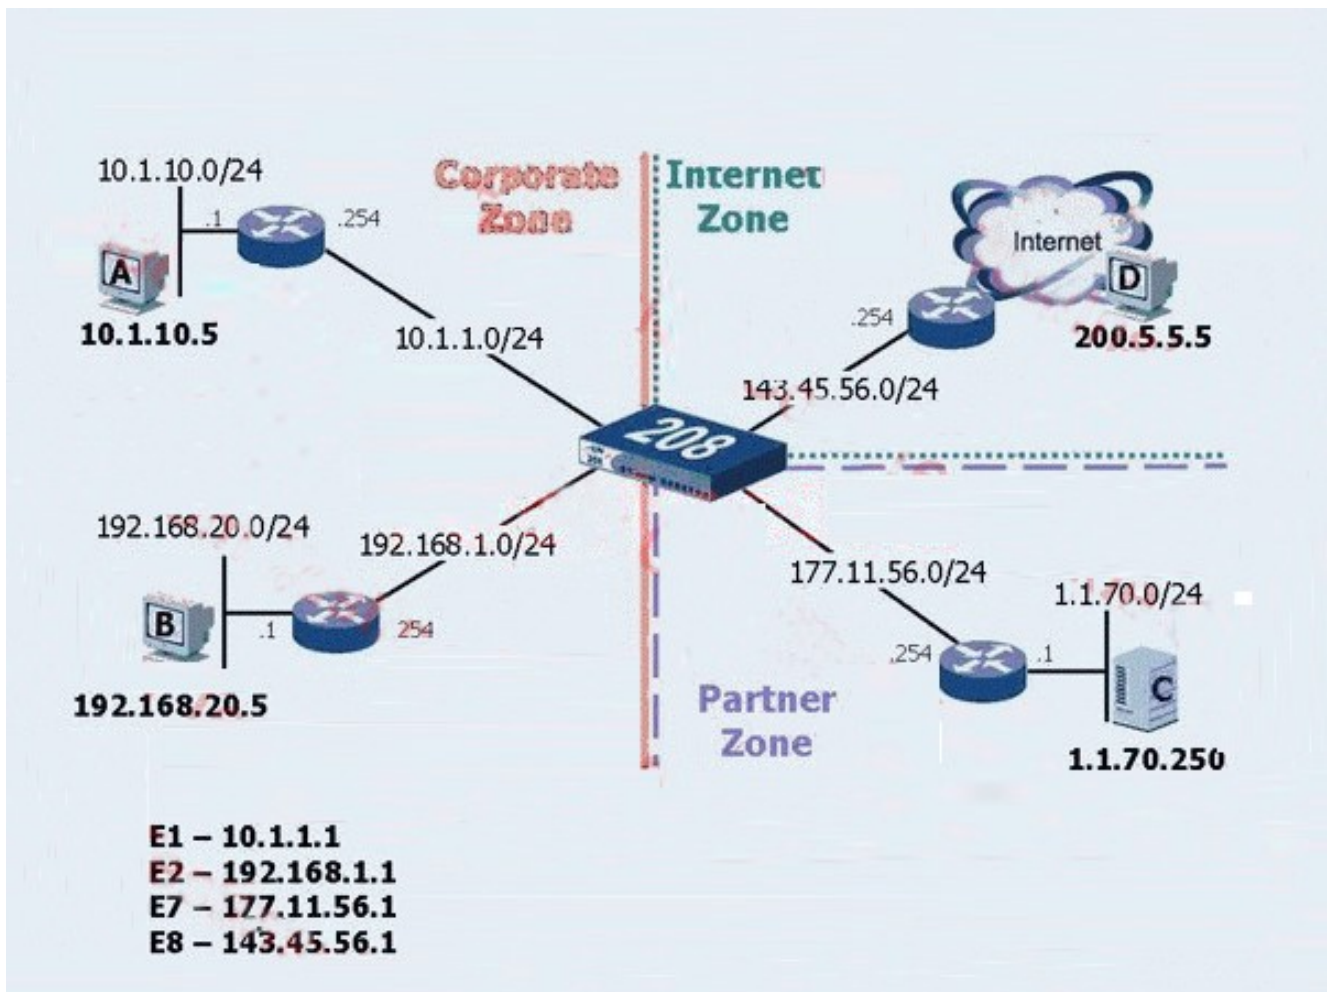 10.1.10.0/24
.1
.254
A
10.1.10.5
10.1.1.0/24
Corporate
Zone
Internet
Zone
Internet
D
200.5.5.5
.254
143.45.56.0/24
208
192.168.20.0/24
192.168.1.0/24
B
.1
254
192.168.20.5
177.11.56.0/24
1.1.70.0/24
.254
.1
C
1.1.70.250
Partner
Zone
E1 – 10.1.1.1
E2 – 192.168.1.1
E7 – 177.11.56.1
E8 – 143.45.56.1